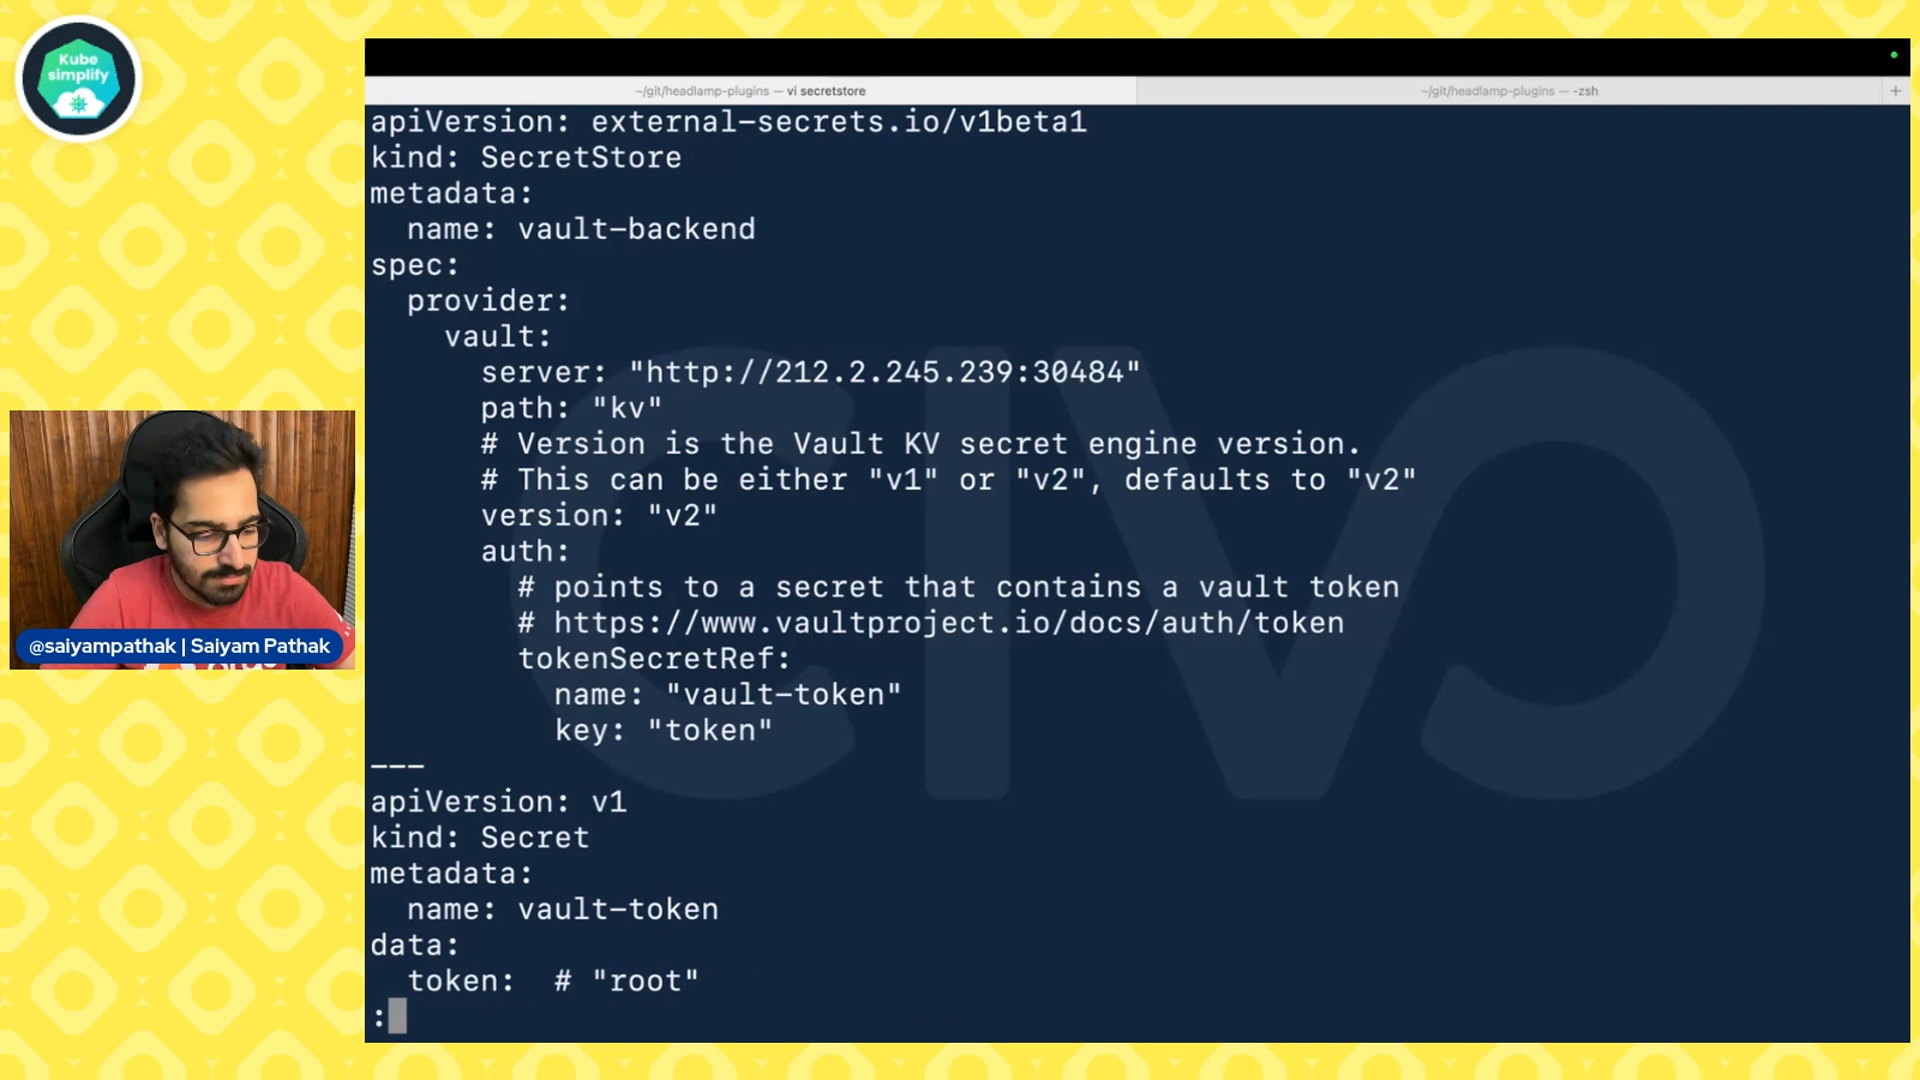 Kube
simplify
~/git/headlamp-plugins — vi secretstore
~/git/headlamp-plugins — -zsh
+
apiVersion: external-secrets.io/v1beta1
kind: SecretStore
metadata:
  name: vault-backend
spec:
  provider:
    vault:
      server: "http://212.2.245.239:30484"
      path: "kv"
      # Version is the Vault KV secret engine version.
      # This can be either "v1" or "v2", defaults to "v2"
      version: "v2"
      auth:
        # points to a secret that contains a vault token
        # https://www.vaultproject.io/docs/auth/token
        tokenSecretRef:
          name: "vault-token"
          key: "token"
---
apiVersion: v1
kind: Secret
metadata:
  name: vault-token
data:
  token:  # "root"
:
CIVO
@saiyampathak | Saiyam Pathak